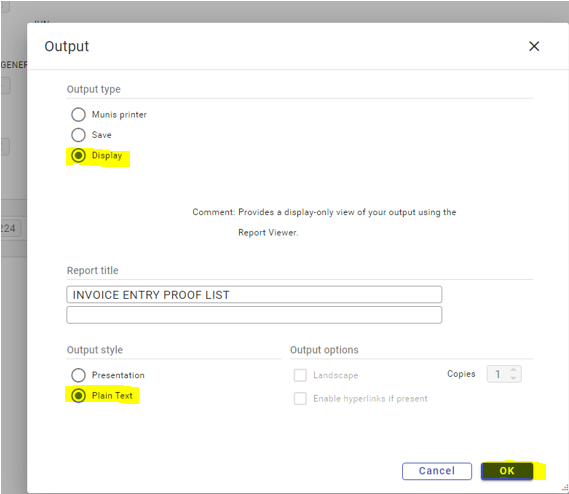 GENER
224
Output
Output type
Munis printer
Save
Display
Comment: Provides a display-only view of your output using the
Report Viewer.
Report title
INVOICE ENTRY PROOF LIST
Output style
Output options
Presentation
Landscape
Copies 1
Plain Text
Enable hyperlinks if present
Cancel
OK